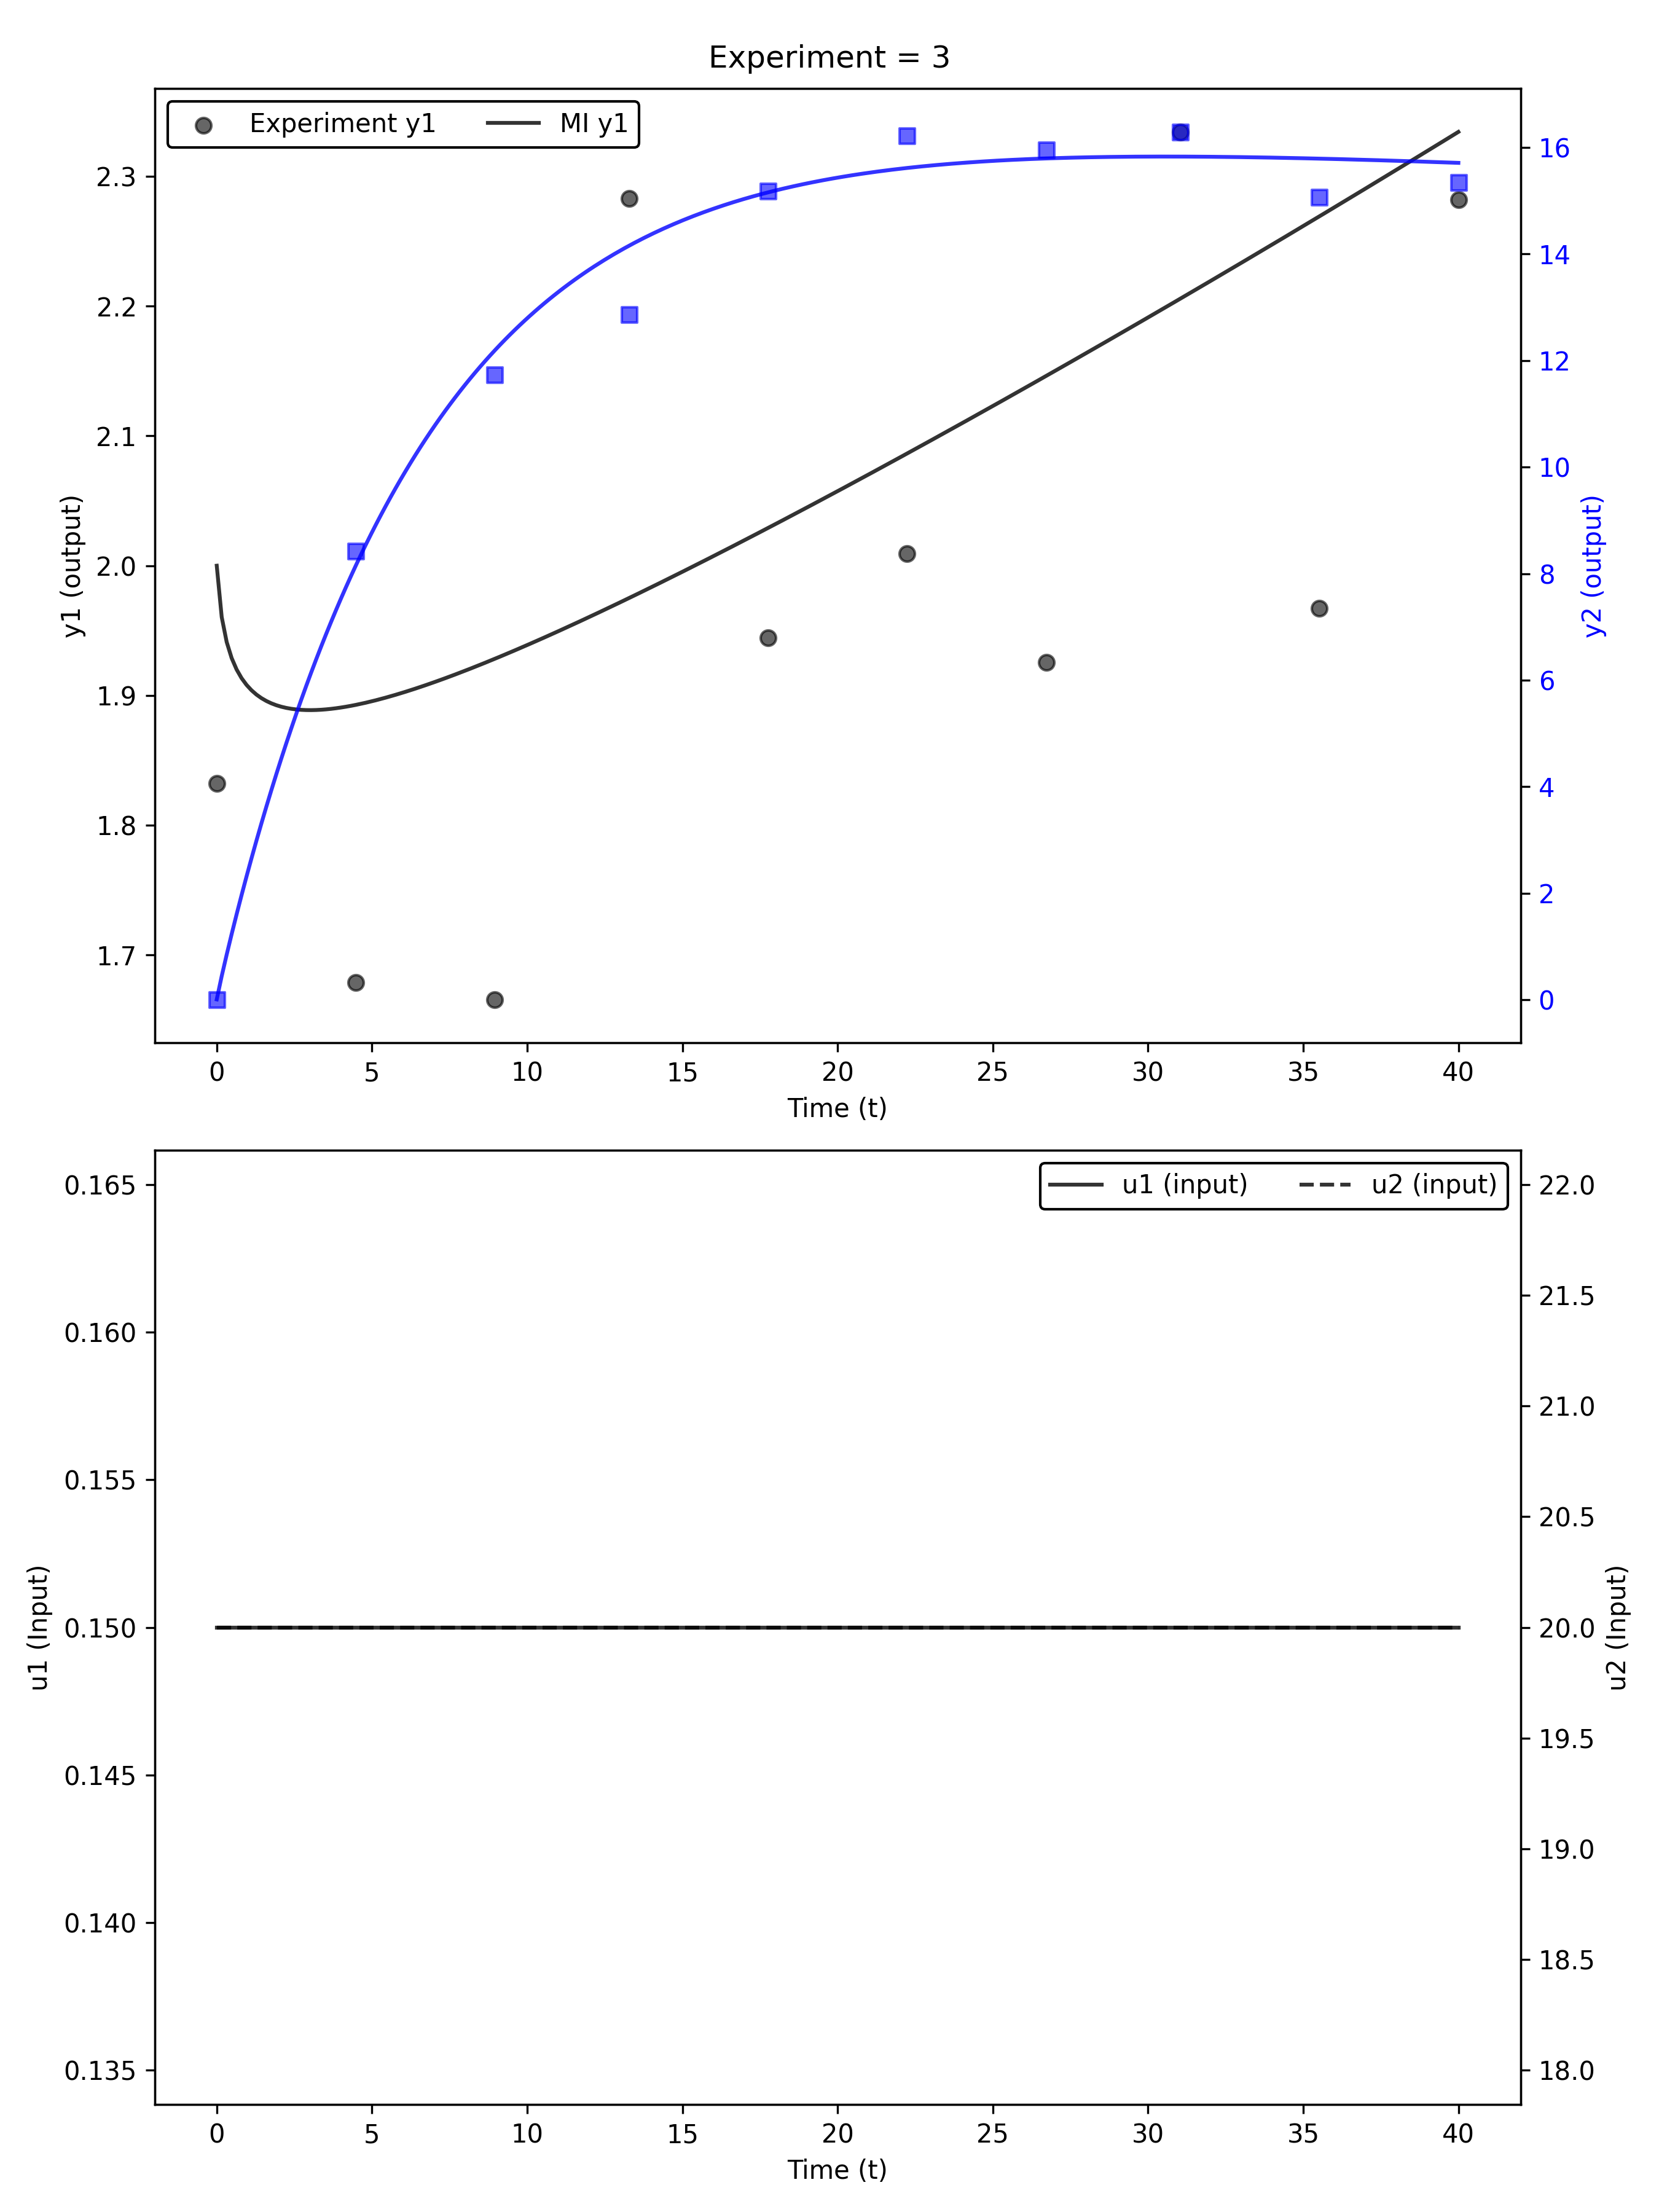 Experiment = 3
Experiment y1 MI y1
2.3
2.2
2.1
2.0
1.9
1.8
1.7
y1 (output)
16
14
12
10
8
6
4
2
0
y2 (output)
0 5 10 15 20 25 30 35 40
Time (t)
u1 (input) u2 (input)
0.165
0.160
0.155
0.150
0.145
0.140
0.135
u1 (Input)
22.0
21.5
21.0
20.5
20.0
19.5
19.0
18.5
18.0
u2 (Input)
0 5 10 15 20 25 30 35 40
Time (t)